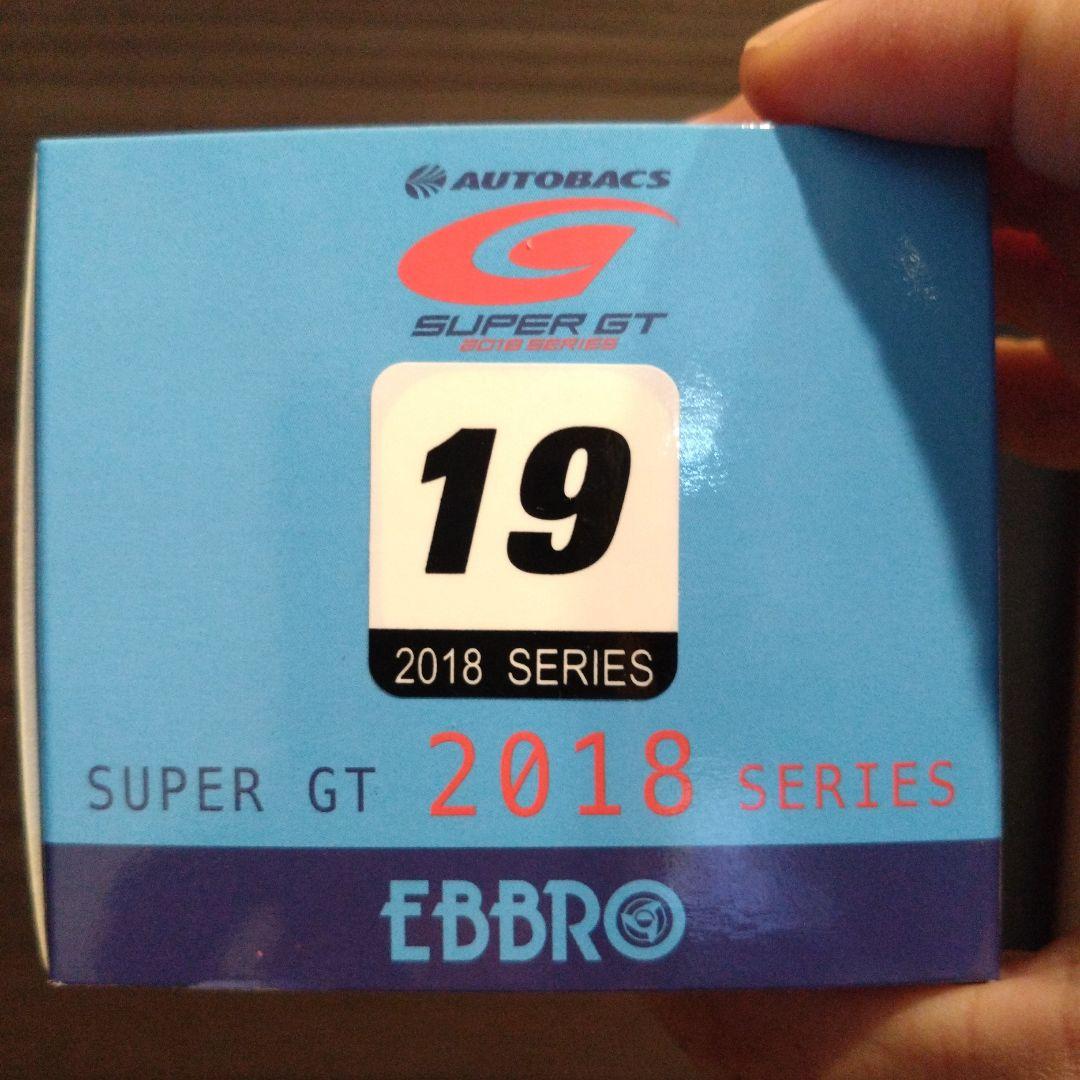 AUTOBACS
SUPER GT
2018 SERIES
19
2018 SERIES
SUPER GT 2018 SERIES
EBBRO